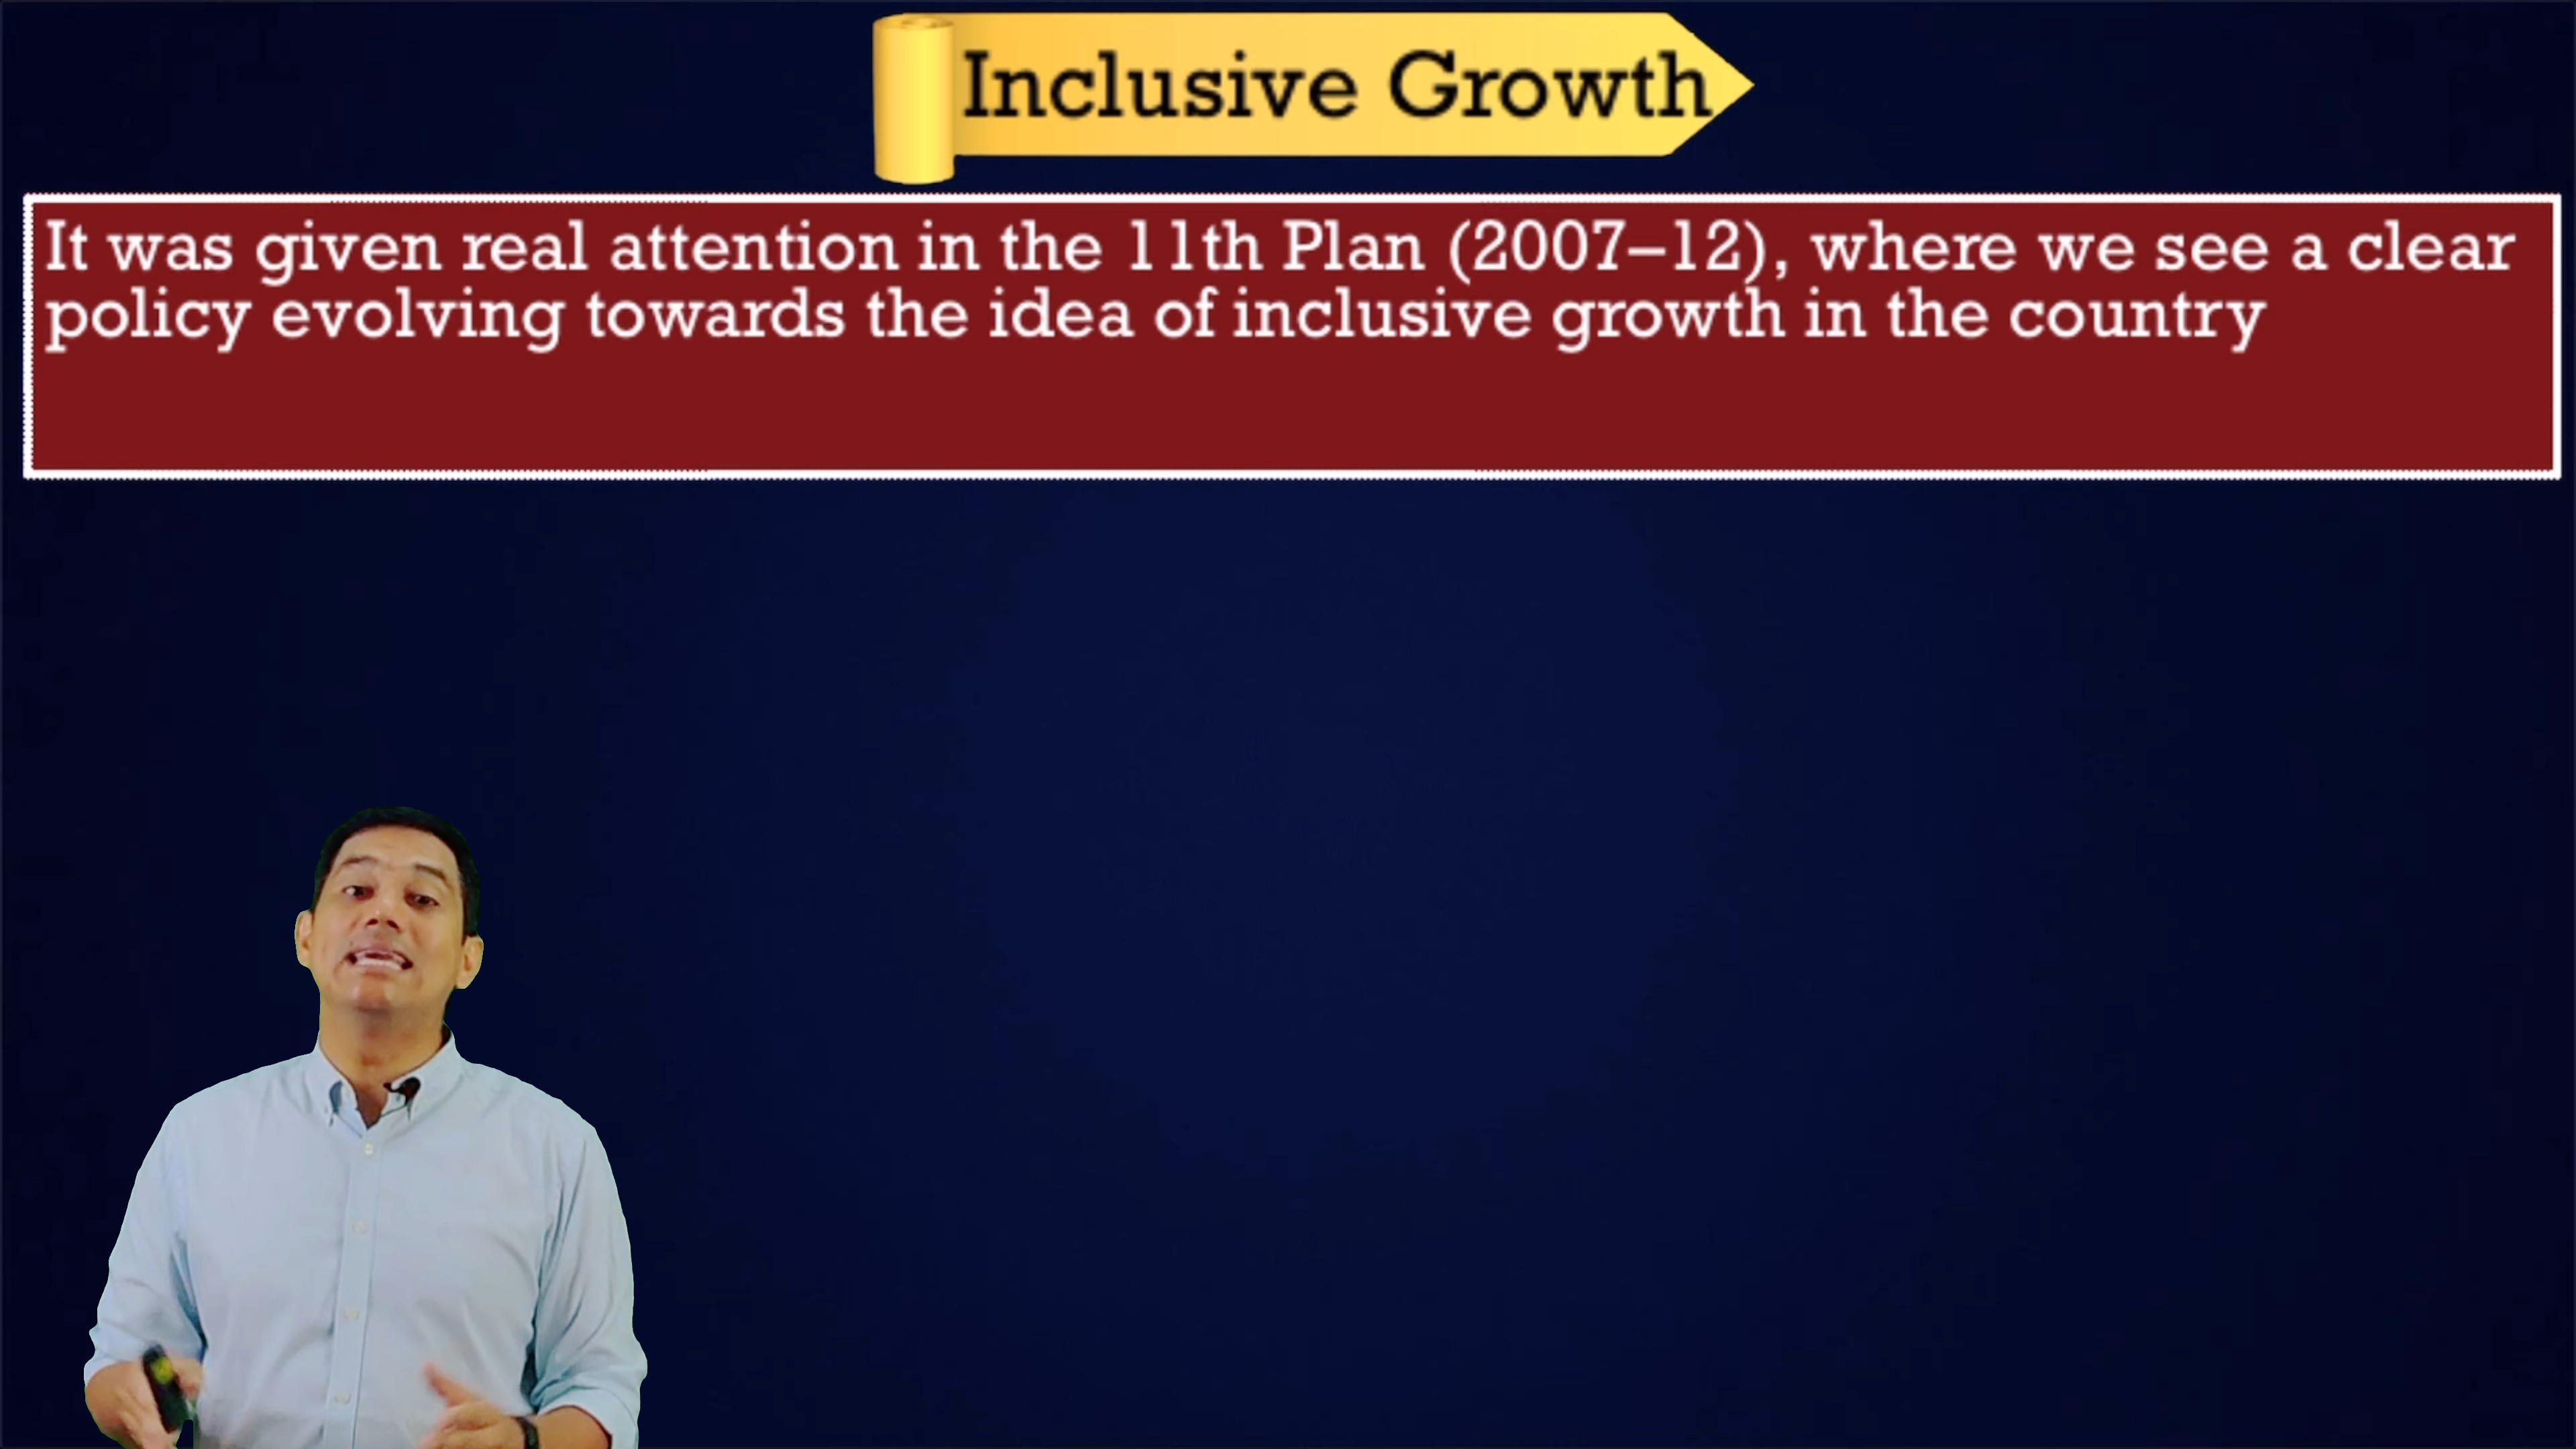 Inclusive Growth
It was given real attention in the 11th Plan (2007–12), where we see a clear
policy evolving towards the idea of inclusive growth in the country